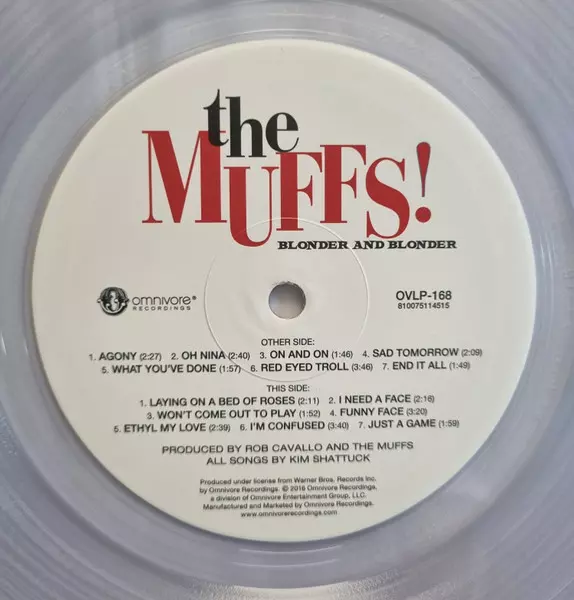 the
MUFFS!
BLONDER AND BLONDER
omnivore®
RECORDINGS
OVLP-168
810075114515
OTHER SIDE:
1. AGONY (2:27) 2. OH NINA (2:40) 3. ON AND ON (1:46) 4. SAD TOMORROW (2:09)
5. WHAT YOU'VE DONE (1:57) 6. RED EYED TROLL (3:46) 7. END IT ALL (1:49)
THIS SIDE:
1. LAYING ON A BED OF ROSES (2:11) 2. I NEED A FACE (2:16)
3. WON'T COME OUT TO PLAY (1:52) 4. FUNNY FACE (3:20)
5. ETHYL MY LOVE (2:39) 6. I'M CONFUSED (3:40) 7. JUST A GAME (1:59)
PRODUCED BY ROB CAVALLO AND THE MUFFS
ALL SONGS BY KIM SHATTUCK
Produced under license from Warner Bros. Records Inc.
by Omnivore Recordings. © 2016 Omnivore Recordings,
a division of Omnivore Entertainment Group, LLC.
Manufactured and Marketed by Omnivore Recordings.
www.omnivorerecordings.com